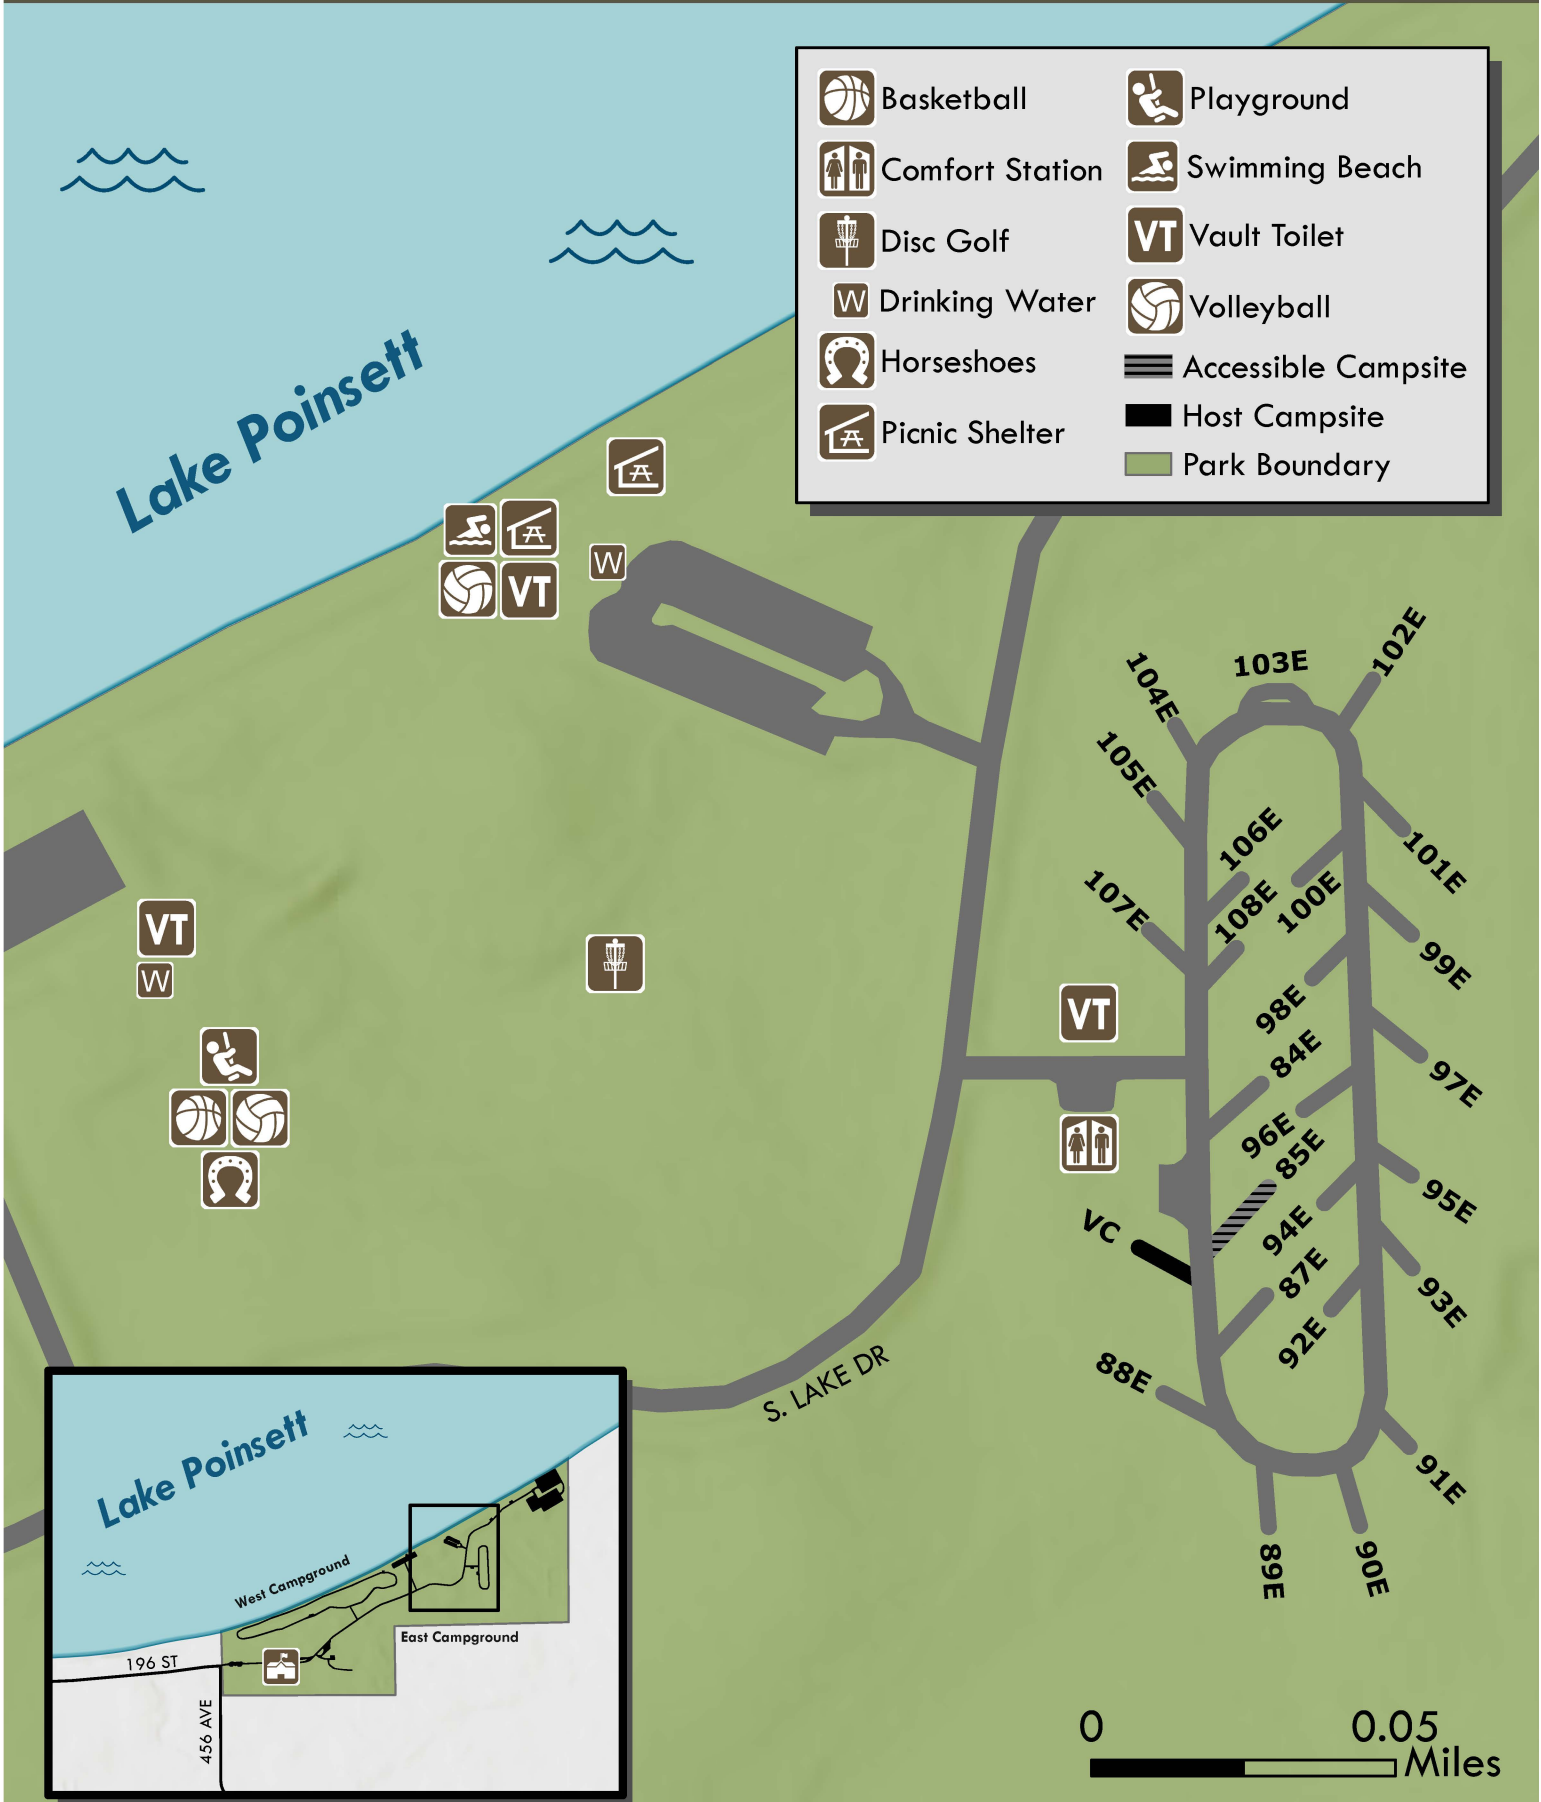 Basketball
Comfort Station
Disc Golf
W Drinking Water
Horseshoes
Picnic Shelter
Playground
Swimming Beach
VT Vault Toilet
Volleyball
Accessible Campsite
Host Campsite
Park Boundary
Lake Poinsett
W
VT
102E
103E
104E
105E
106E
101E
107E
108E
100E
VT
99E
W
98E
VT
84E
97E
96E
85E
95E
VC
94E
87E
93E
92E
88E
S. LAKE DR
91E
89E
90E
Lake Poinsett
West Campground
East Campground
196 ST
456 AVE
0 0.05
Miles